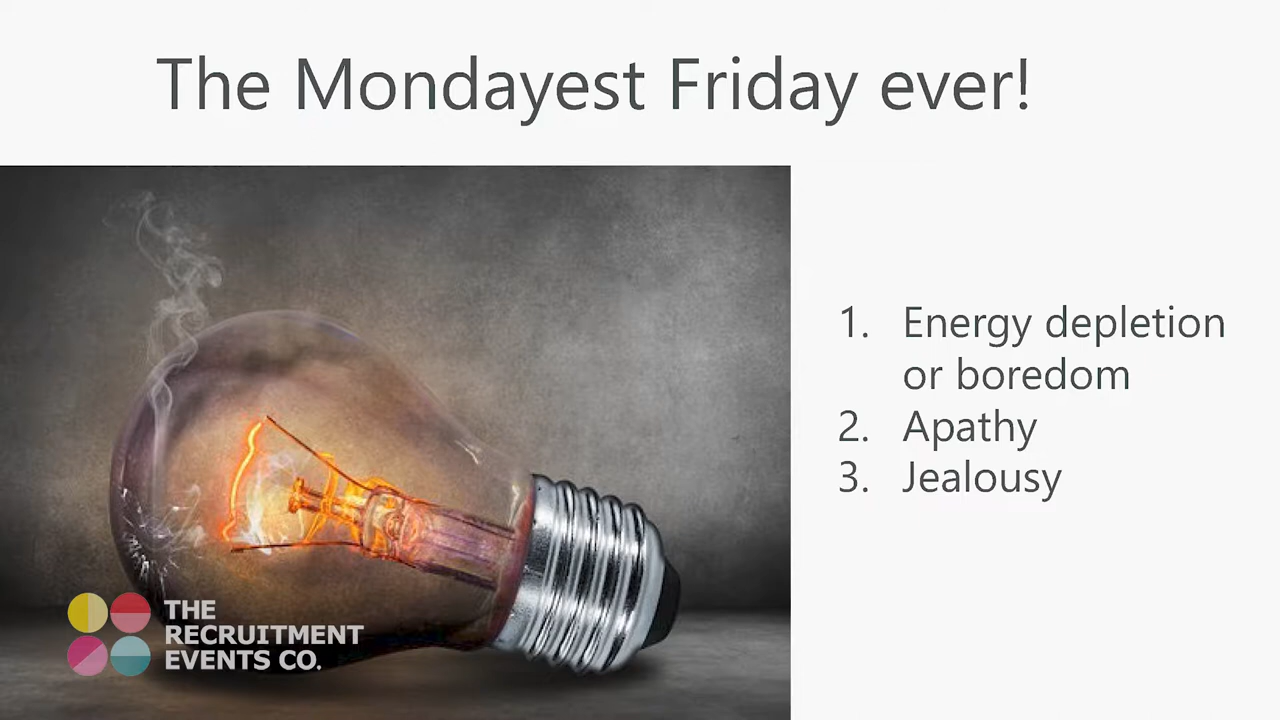 The Mondayest Friday ever!
1. Energy depletion
or boredom
2. Apathy
3. Jealousy
THE
RECRUITMENT
EVENTS CO.